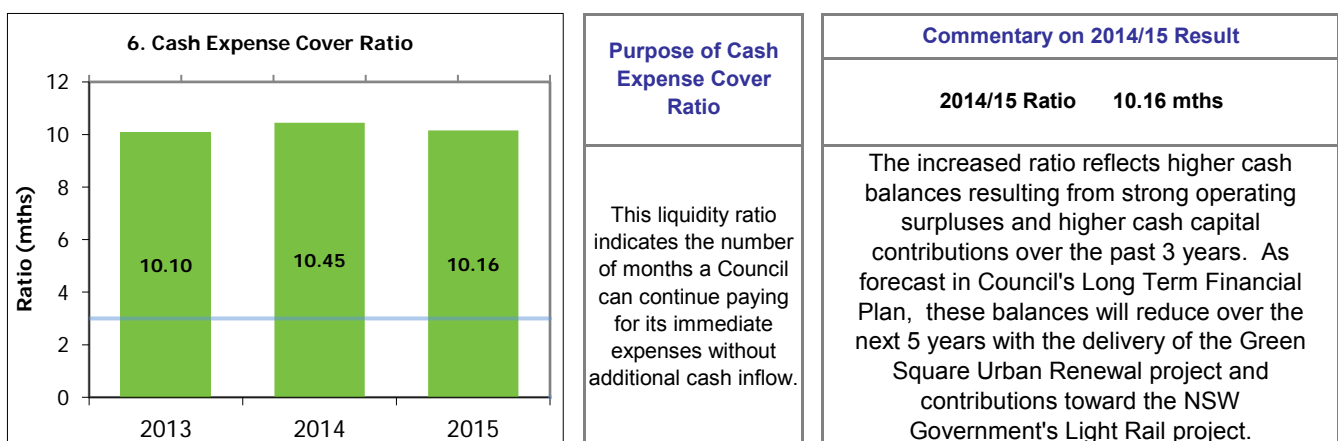 6. Cash Expense Cover Ratio
12
10
8
6
4
2
0
Ratio (mths)
10.10
10.45
10.16
2013
2014
2015
Purpose of Cash
Expense Cover
Ratio
This liquidity ratio
indicates the number
of months a Council
can continue paying
for its immediate
expenses without
additional cash inflow.
Commentary on 2014/15 Result
2014/15 Ratio 10.16 mths
The increased ratio reflects higher cash
balances resulting from strong operating
surpluses and higher cash capital
contributions over the past 3 years. As
forecast in Council's Long Term Financial
Plan, these balances will reduce over the
next 5 years with the delivery of the Green
Square Urban Renewal project and
contributions toward the NSW
Government's Light Rail project.